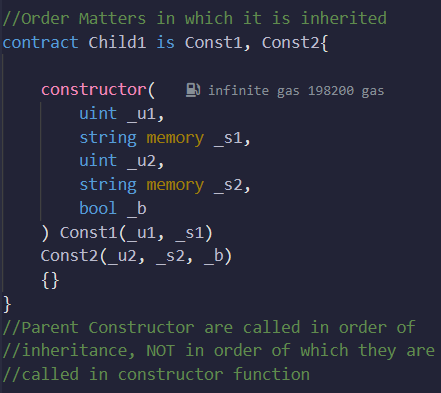 //Order Matters in which it is inherited
contract Child1 is Const1, Const2{
constructor( infinite gas 198200 gas
uint _u1,
string memory _s1,
uint _u2,
string memory _s2,
bool _b
) Const1(_u1, _s1)
Const2(_u2, _s2, _b)
{}
}
//Parent Constructor are called in order of
//inheritance, NOT in order of which they are
//called in constructor function